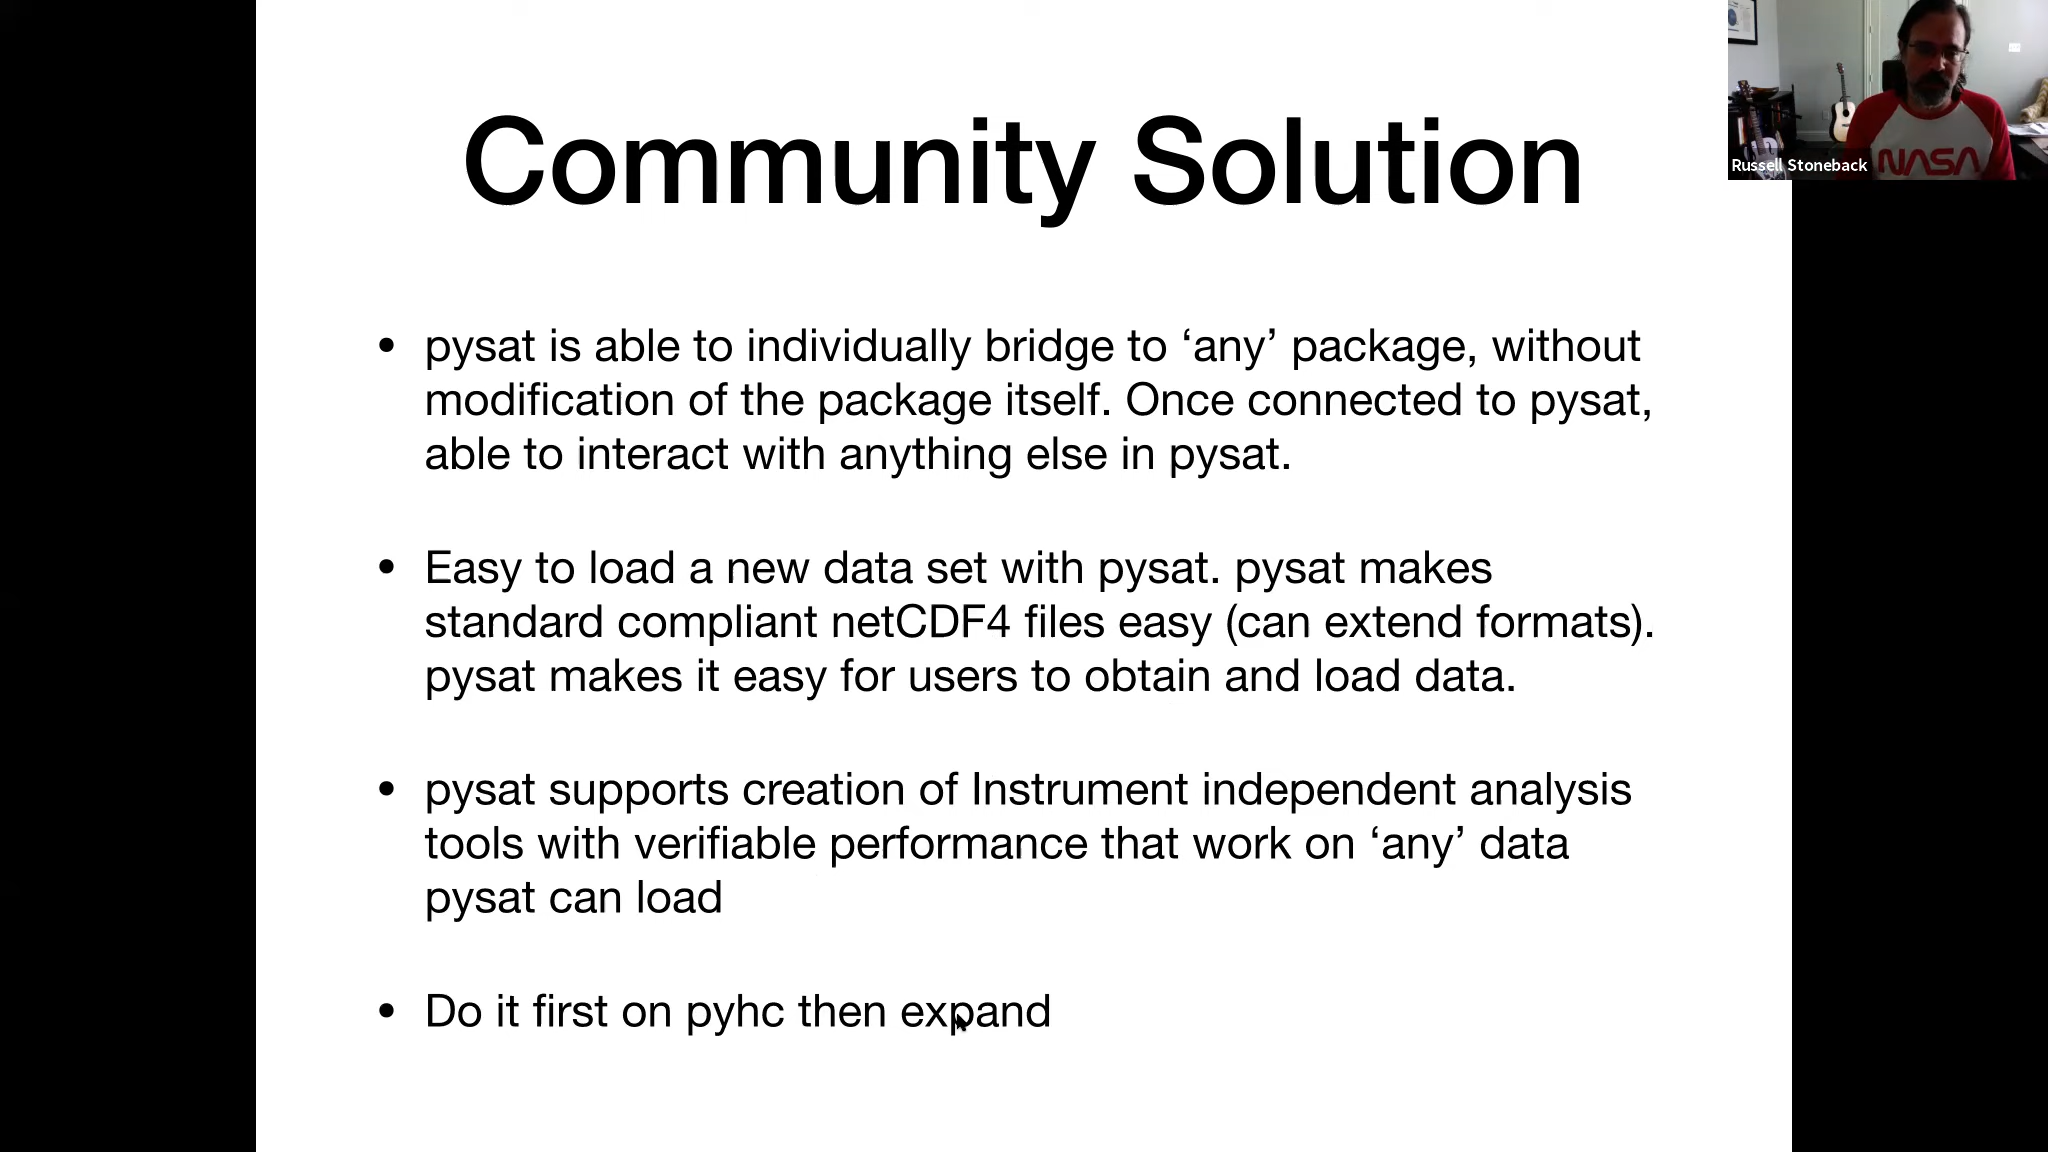 Community Solution
• pysat is able to individually bridge to ‘any’ package, without
modification of the package itself. Once connected to pysat,
able to interact with anything else in pysat.
• Easy to load a new data set with pysat. pysat makes
standard compliant netCDF4 files easy (can extend formats).
pysat makes it easy for users to obtain and load data.
• pysat supports creation of Instrument independent analysis
tools with verifiable performance that work on ‘any’ data
pysat can load
• Do it first on pyhc then expand
NASA
Russell Stoneback